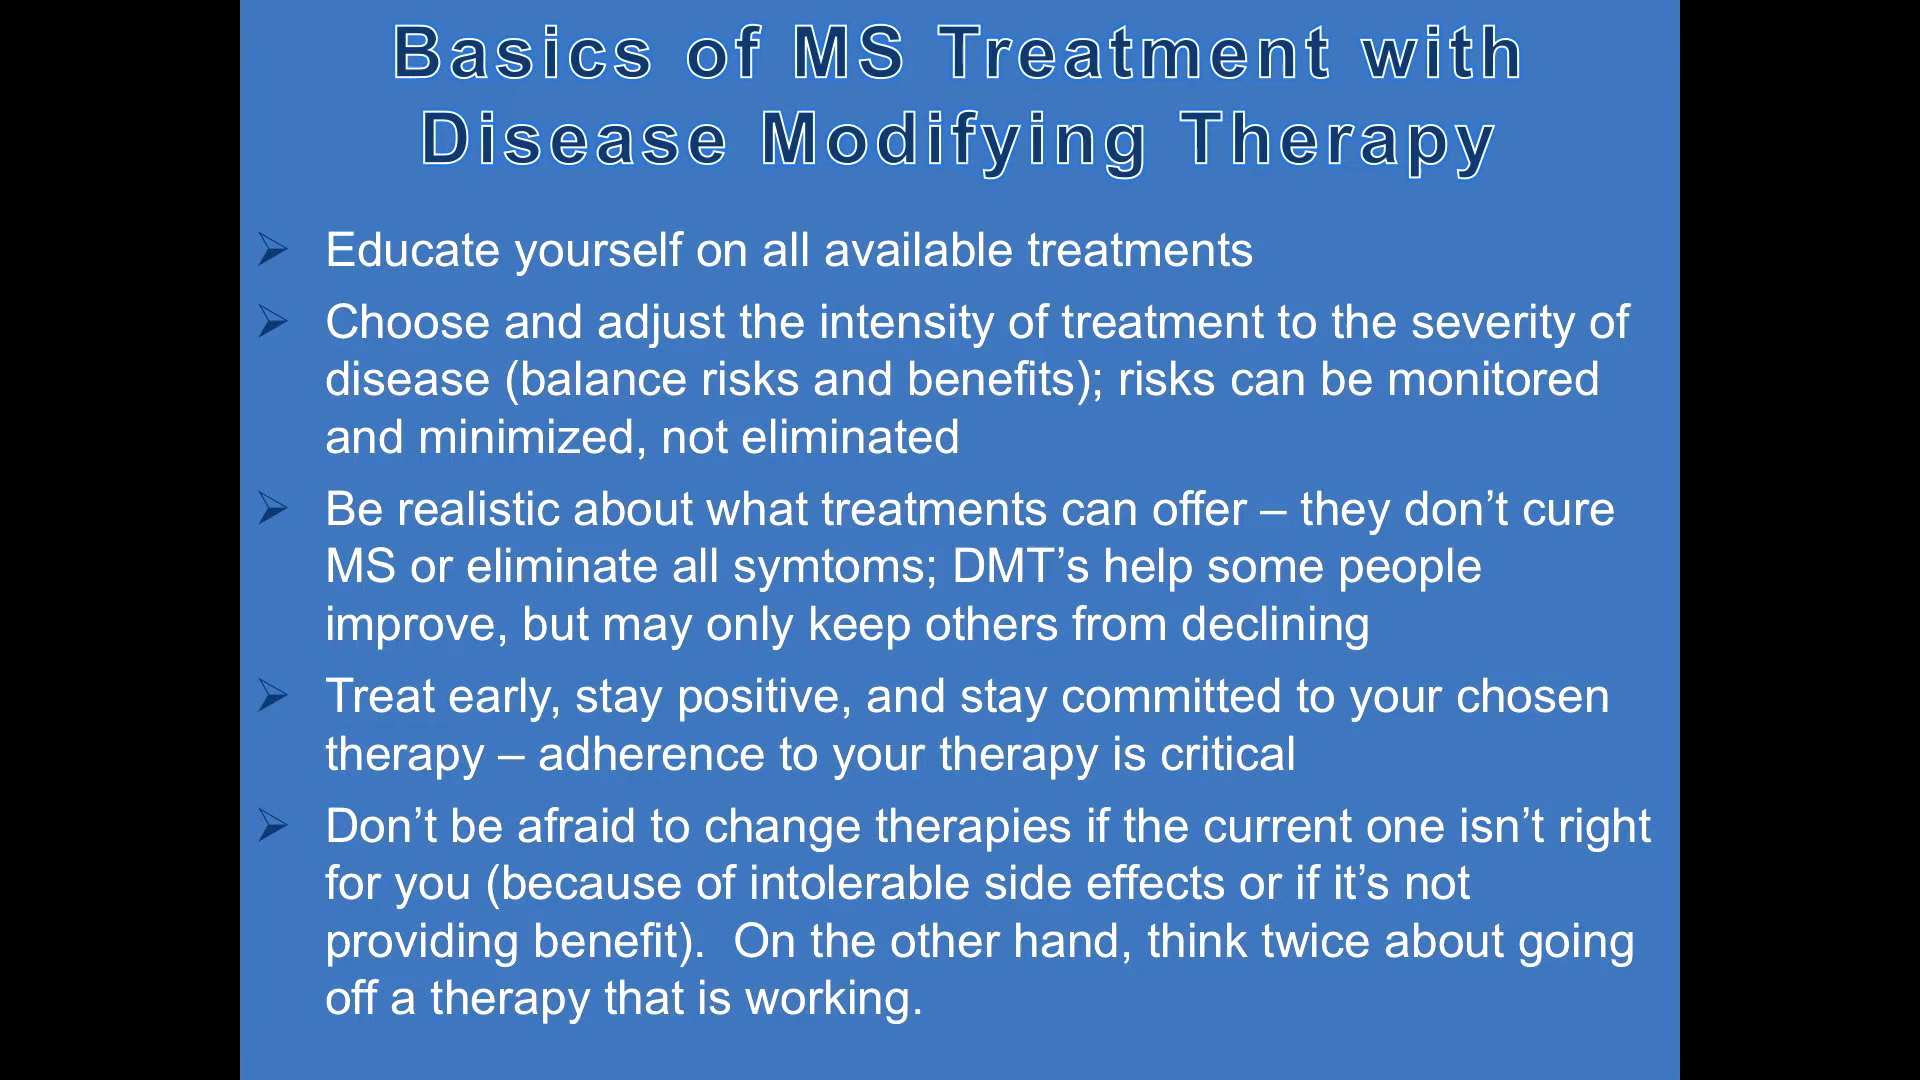 Basics of MS Treatment with
Disease Modifying Therapy
Educate yourself on all available treatments
Choose and adjust the intensity of treatment to the severity of
disease (balance risks and benefits); risks can be monitored
and minimized, not eliminated
Be realistic about what treatments can offer – they don’t cure
MS or eliminate all symtoms; DMT’s help some people
improve, but may only keep others from declining
Treat early, stay positive, and stay committed to your chosen
therapy – adherence to your therapy is critical
Don’t be afraid to change therapies if the current one isn’t right
for you (because of intolerable side effects or if it’s not
providing benefit).  On the other hand, think twice about going
off a therapy that is working.